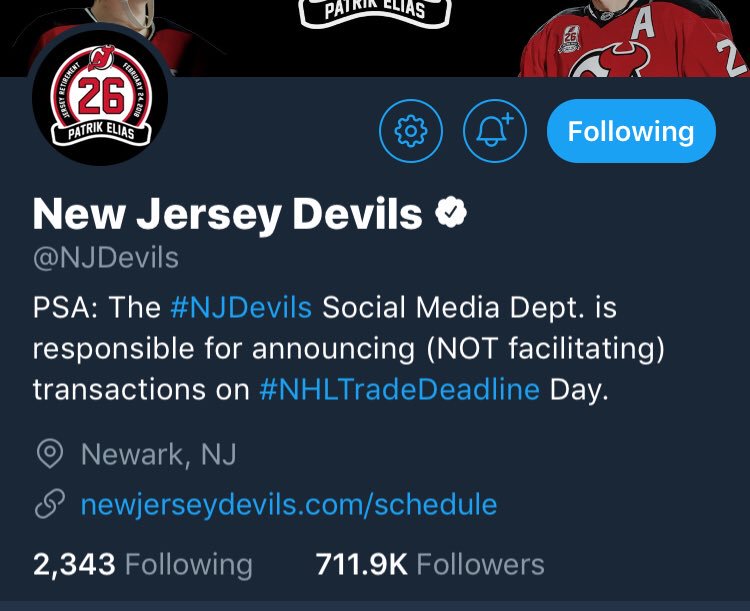 PATRIK ELIAS
A
26
2
JERSEY RETIREMENT
FEBRUARY 24, 2018
26
PATRIK ELIAS
Following
New Jersey Devils
@NJDevils
PSA: The #NJDevils Social Media Dept. is
responsible for announcing (NOT facilitating)
transactions on #NHLTradeDeadline Day.
Newark, NJ
newjerseydevils.com/schedule
2,343 Following 711.9K Followers